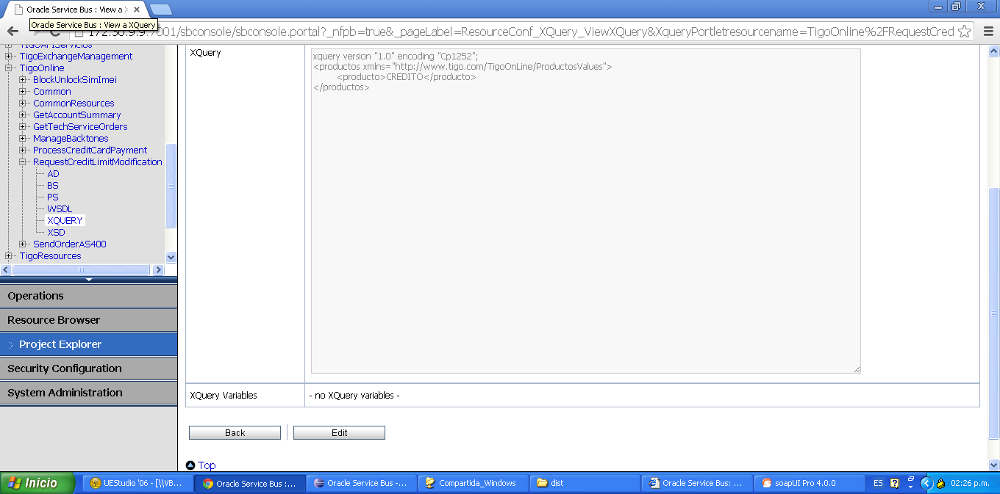 Oracle Service Bus : View a
Oracle Service Bus : View a XQuery
172.30.9.9:7001/sbconsole/sbconsole.portal?_nfpb=true&_pageLabel=ResourceConf_XQuery_ViewXQuery&XqueryPortletresourcename=TigoOnline%2FRequestCred
TIGOAPIServicios
TigoExchangeManagement
TigoOnline
BlockUnlockSimImei
Common
CommonResources
GetAccountSummary
GetTechServiceOrders
ManageBacktones
ProcessCreditCardPayment
RequestCreditLimitModification
AD
BS
PS
WSDL
XQUERY
XSD
SendOrderAS400
TigoResources
Operations
Resource Browser
Project Explorer
Security Configuration
System Administration
XQuery
xquery version "1.0" encoding "Cp1252";
<productos xmlns="http://www.tigo.com/TigoOnLine/ProductosValues">
<producto>CREDITO</producto>
</productos>
XQuery Variables
- no XQuery variables -
Back
Edit
Top
Inicio
UEStudio '06 - [\\VB...
Oracle Service Bus :...
Oracle Service Bus -...
Compartida_Windows
dist
Oracle Service Bus: ...
soapUI Pro 4.0.0
ES
02:26 p.m.